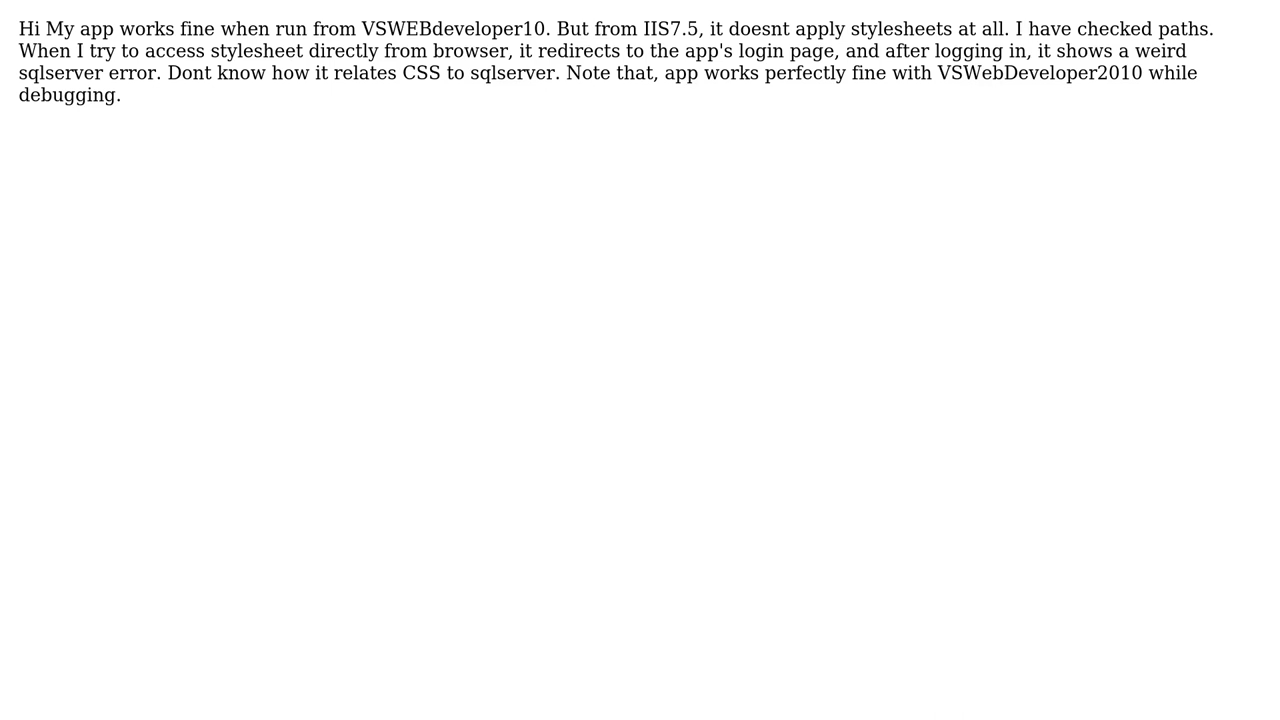 Hi My app works fine when run from VSWEBdeveloper10. But from IIS7.5, it doesnt apply stylesheets at all. I have checked paths.
When I try to access stylesheet directly from browser, it redirects to the app's login page, and after logging in, it shows a weird
sqlserver error. Dont know how it relates CSS to sqlserver. Note that, app works perfectly fine with VSWebDeveloper2010 while
debugging.